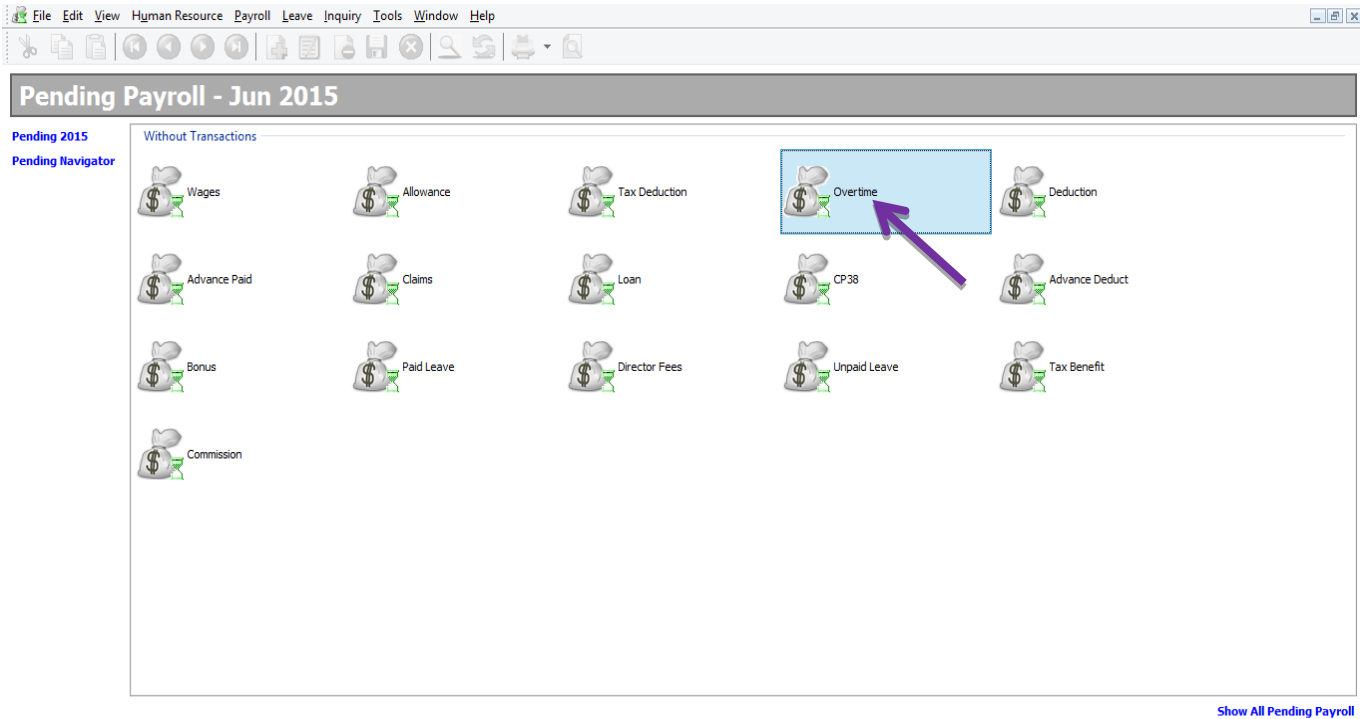 File Edit View Human Resource Payroll Leave Inquiry Tools Window Help
Pending Payroll - Jun 2015
Pending 2015
Pending Navigator
Without Transactions
Wages Allowance Tax Deduction Overtime Deduction
Advance Paid Claims Loan CP38 Advance Deduct
Bonus Paid Leave Director Fees Unpaid Leave Tax Benefit
Commission
Show All Pending Payroll